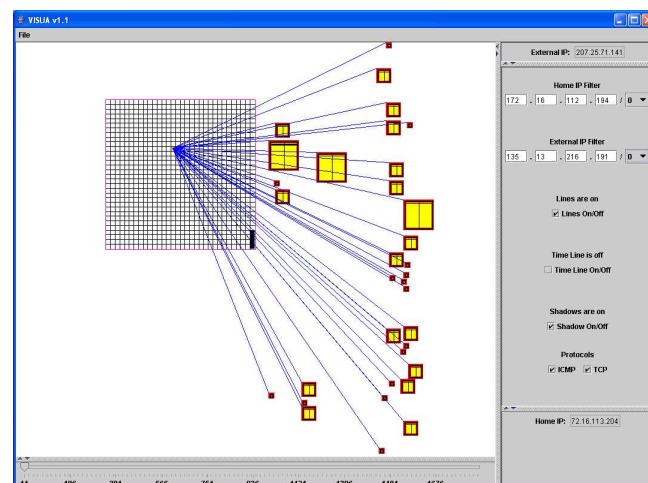 VISUA v1.1
File
External IP: 207.25.71.141
Home IP Filter
172 . 16 . 112 . 194 / 0
External IP Filter
135 . 13 . 216 . 191 / 0
Lines are on
Lines On/Off
Time Line is off
Time Line On/Off
Shadows are on
Shadow On/Off
Protocols
ICMP TCP
Home IP: 72.16.113.204